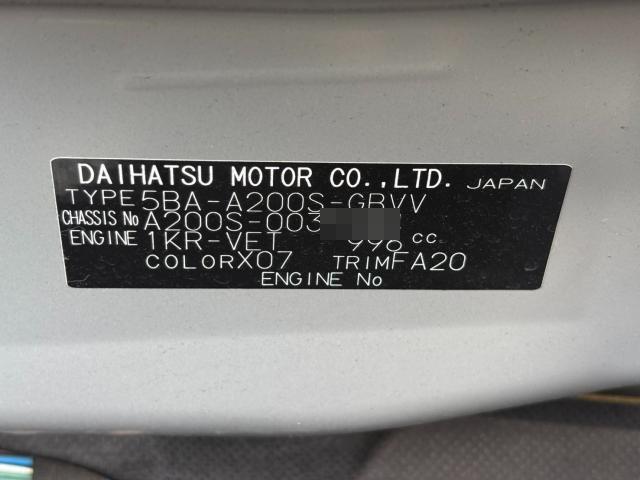 DAIHATSU MOTOR CO.,LTD. JAPAN
TYPE 5BA-A200S-GBVV
CHASSIS No A200S-003
ENGINE 1KR-VET 996 cc
COLOR X07 TRIM FA20
ENGINE No